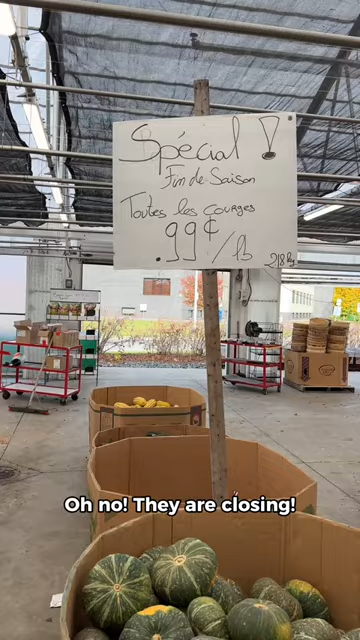 Spécial !
Fin de Saison
Toutes les courges
.99¢/lb
2,18 kg
Oh no! They are closing!